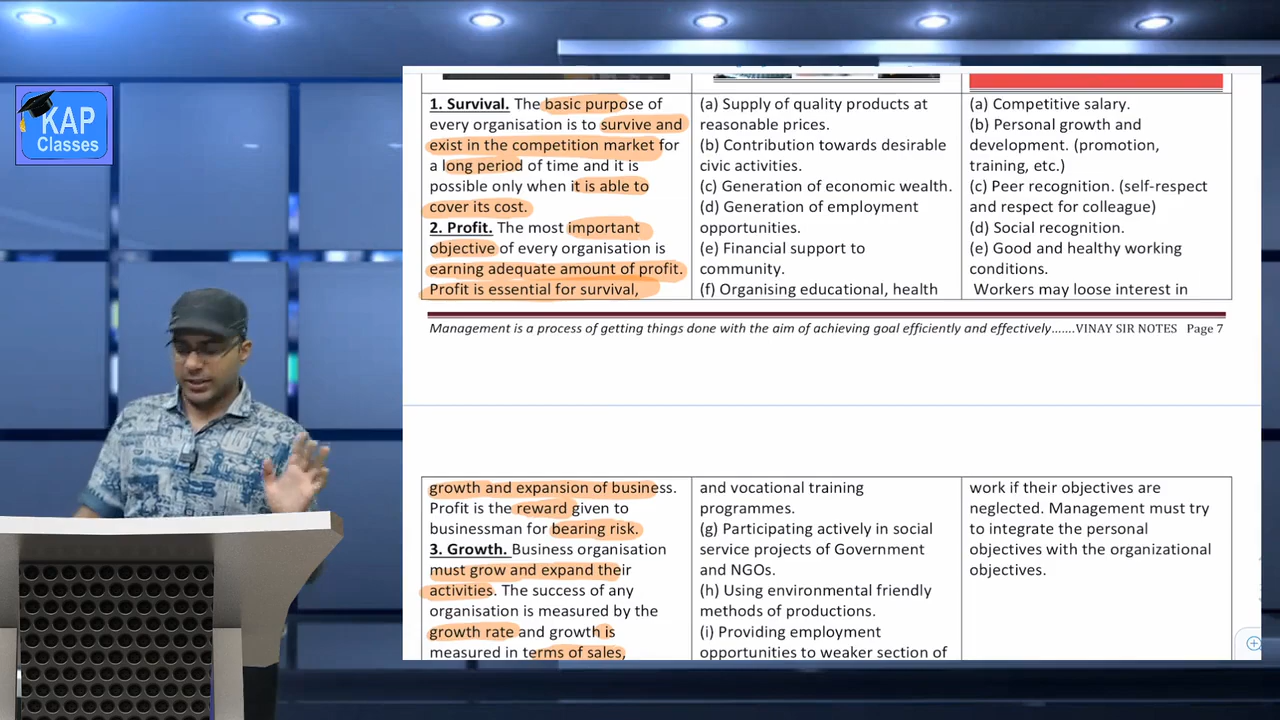 KAP
Classes
1. Survival. The basic purpose of
every organisation is to survive and
exist in the competition market for
a long period of time and it is
possible only when it is able to
cover its cost.
2. Profit. The most important
objective of every organisation is
earning adequate amount of profit.
Profit is essential for survival,
(a) Supply of quality products at
reasonable prices.
(b) Contribution towards desirable
civic activities.
(c) Generation of economic wealth.
(d) Generation of employment
opportunities.
(e) Financial support to
community.
(f) Organising educational, health
(a) Competitive salary.
(b) Personal growth and
development. (promotion,
training, etc.)
(c) Peer recognition. (self-respect
and respect for colleague)
(d) Social recognition.
(e) Good and healthy working
conditions.
Workers may loose interest in
Management is a process of getting things done with the aim of achieving goal efficiently and effectively.......VINAY SIR NOTES Page 7
growth and expansion of business.
Profit is the reward given to
businessman for bearing risk.
3. Growth. Business organisation
must grow and expand their
activities. The success of any
organisation is measured by the
growth rate and growth is
measured in terms of sales,
and vocational training
programmes.
(g) Participating actively in social
service projects of Government
and NGOs.
(h) Using environmental friendly
methods of productions.
(i) Providing employment
opportunities to weaker section of
work if their objectives are
neglected. Management must try
to integrate the personal
objectives with the organizational
objectives.